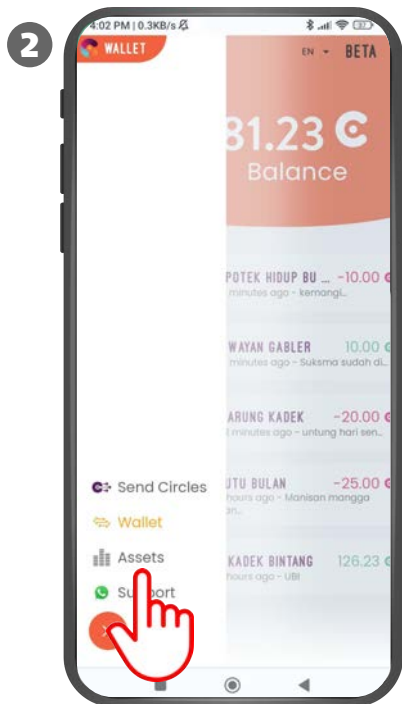 2
4:02 PM | 0.3KB/s
37
WALLET
EN
BETA
81.23
Balance
POTEK HIDUP BU ... -10.00
minutes ago - kemangi...
WAYAN GABLER 10.00
minutes ago - Suksma sudah di...
ARUNG KADEK -20.00
minutes ago - untung hari sen...
UTU BULAN -25.00
hours ago - Manisan mangga
an...
KADEK BINTANG 126.23
hours ago - UBI
Send Circles
Wallet
Assets